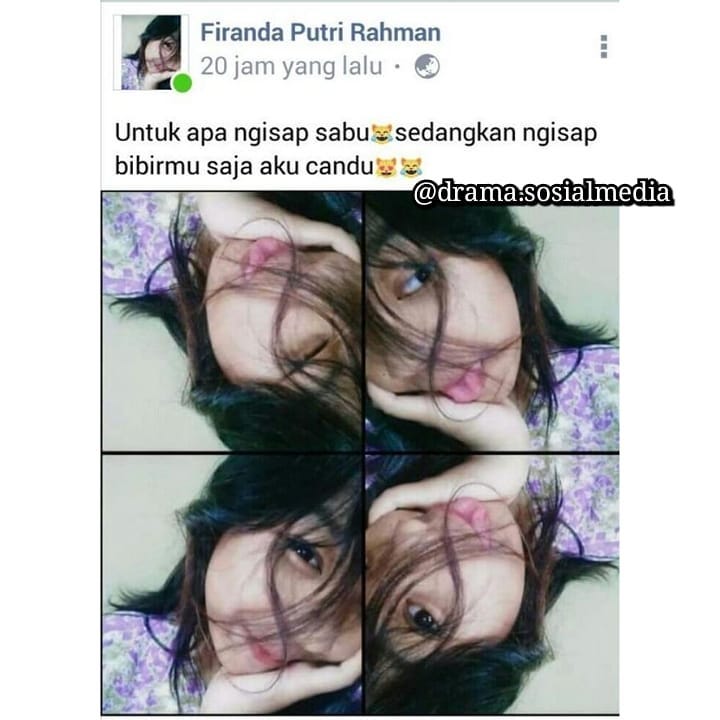 Firanda Putri Rahman
20 jam yang lalu ·
Untuk apa ngisap sabu😹sedangkan ngisap
bibirmu saja aku candu😻😹
@drama.sosialmedia